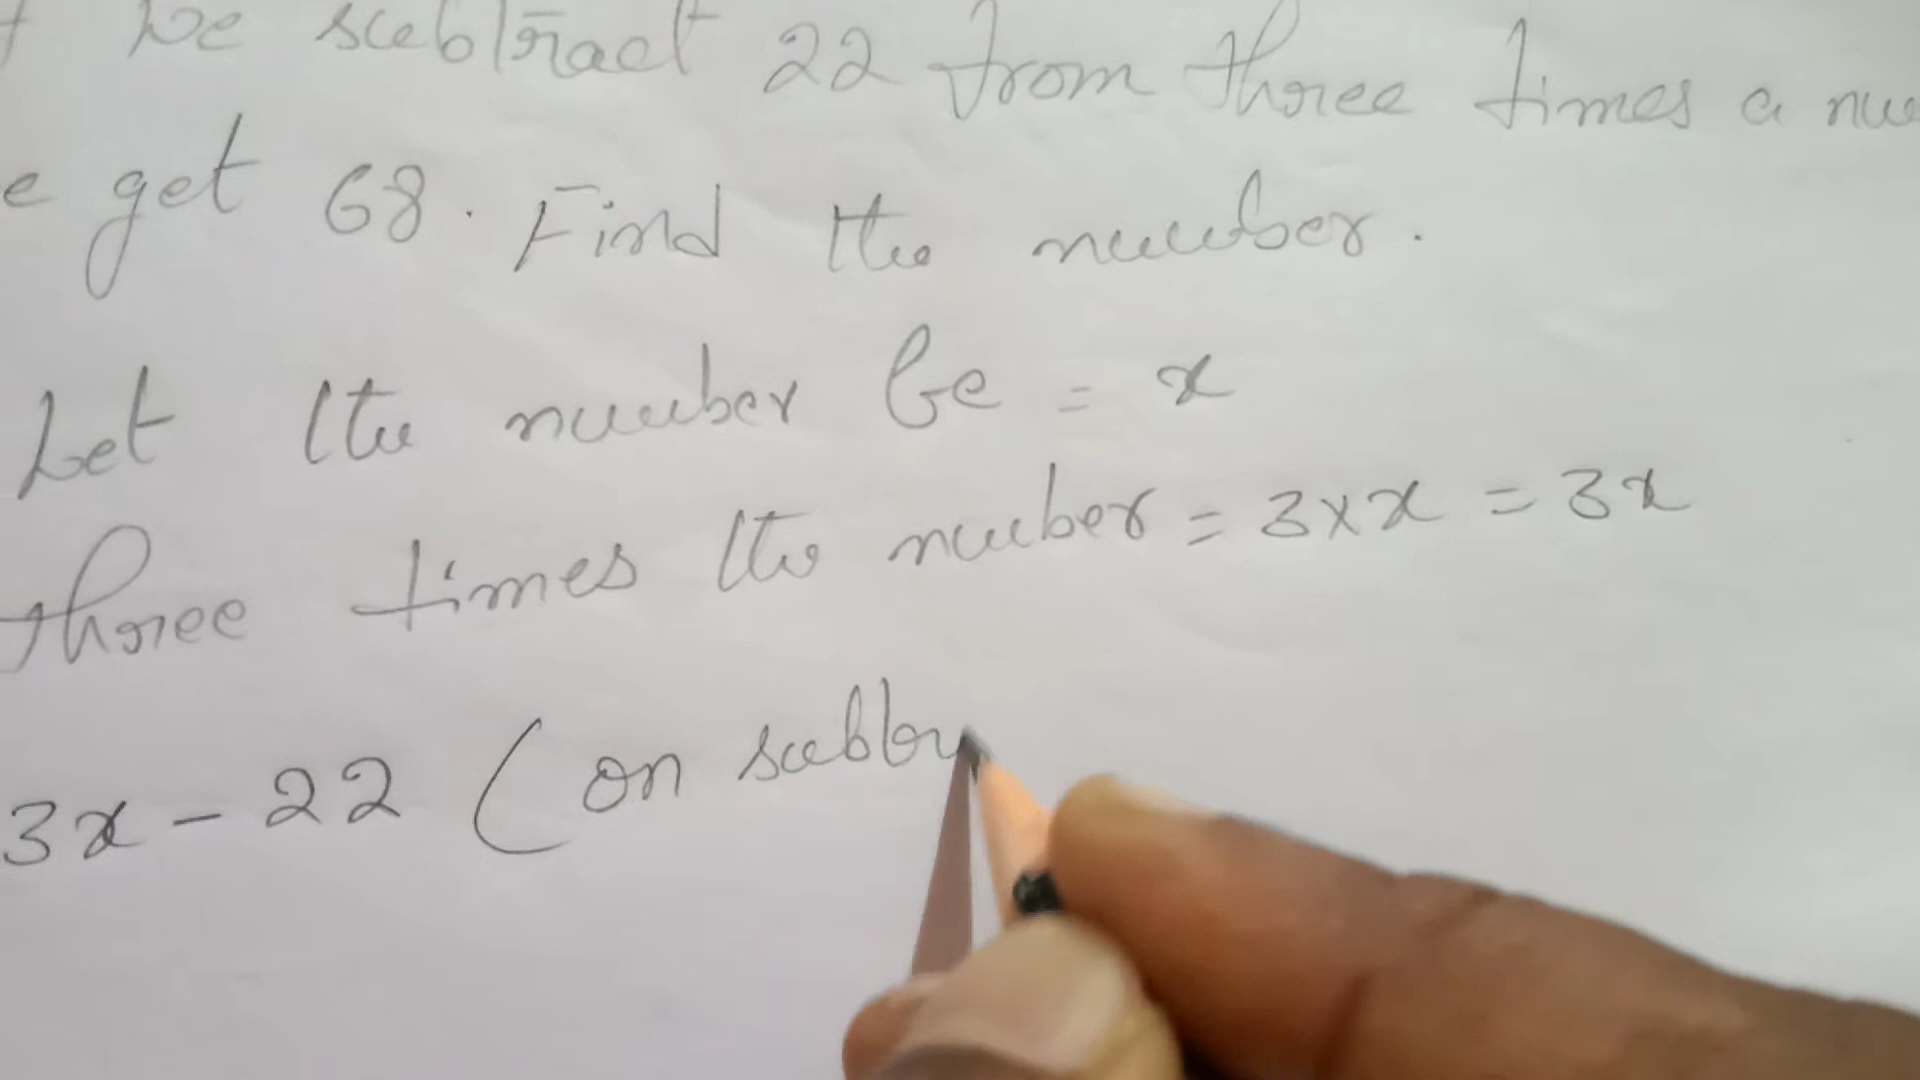 we subtract 22 from three times a nu
e get 68. Find the number.
Let the number be = x
three times the number = 3 x x = 3x
3x - 22 (on subtr